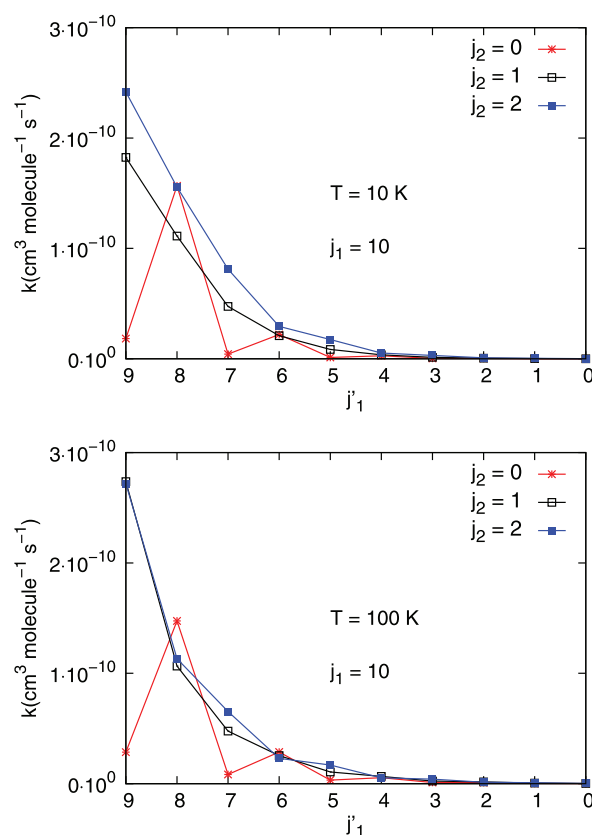 3·10⁻¹⁰
2·10⁻¹⁰
1·10⁻¹⁰
0·10⁰
k(cm³ molecule⁻¹ s⁻¹)
j₂ = 0
j₂ = 1
j₂ = 2
T = 10 K
j₁ = 10
9 8 7 6 5 4 3 2 1 0
j'₁
3·10⁻¹⁰
2·10⁻¹⁰
1·10⁻¹⁰
0·10⁰
k(cm³ molecule⁻¹ s⁻¹)
j₂ = 0
j₂ = 1
j₂ = 2
T = 100 K
j₁ = 10
9 8 7 6 5 4 3 2 1 0
j'₁